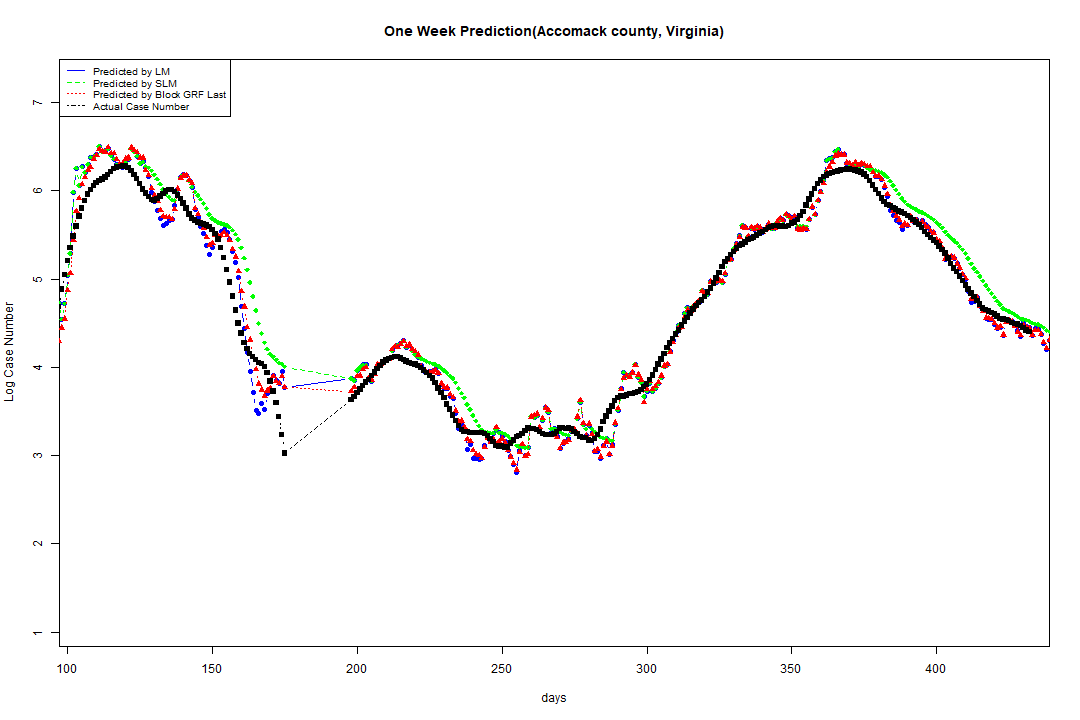 One Week Prediction(Accomack county, Virginia)
Predicted by LM
Predicted by SLM
Predicted by Block GRF Last
Actual Case Number
7
6
5
4
3
2
1
Log Case Number
100 150 200 250 300 350 400
days